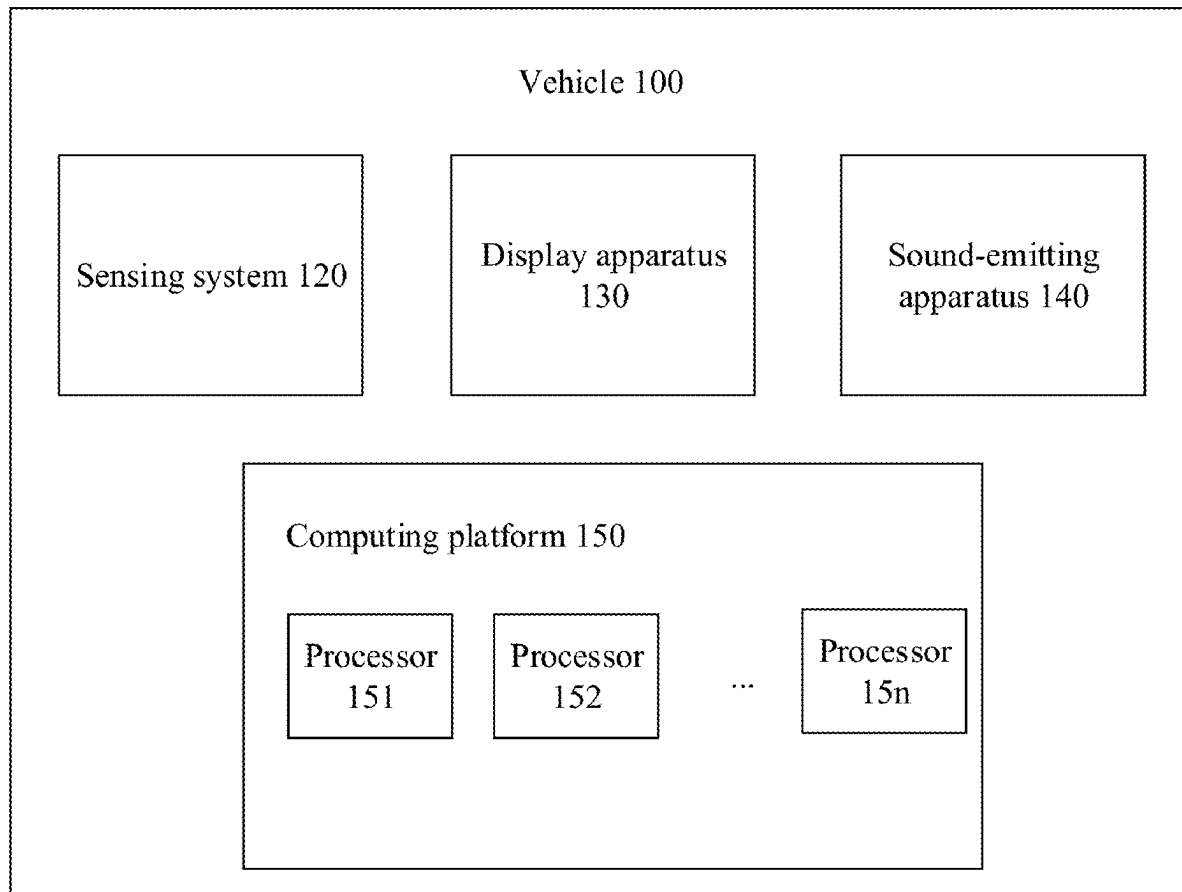 Vehicle 100
Sensing system 120
Display apparatus
130
Sound-emitting
apparatus 140
Computing platform 150
Processor
151
Processor
152
...
Processor
15n